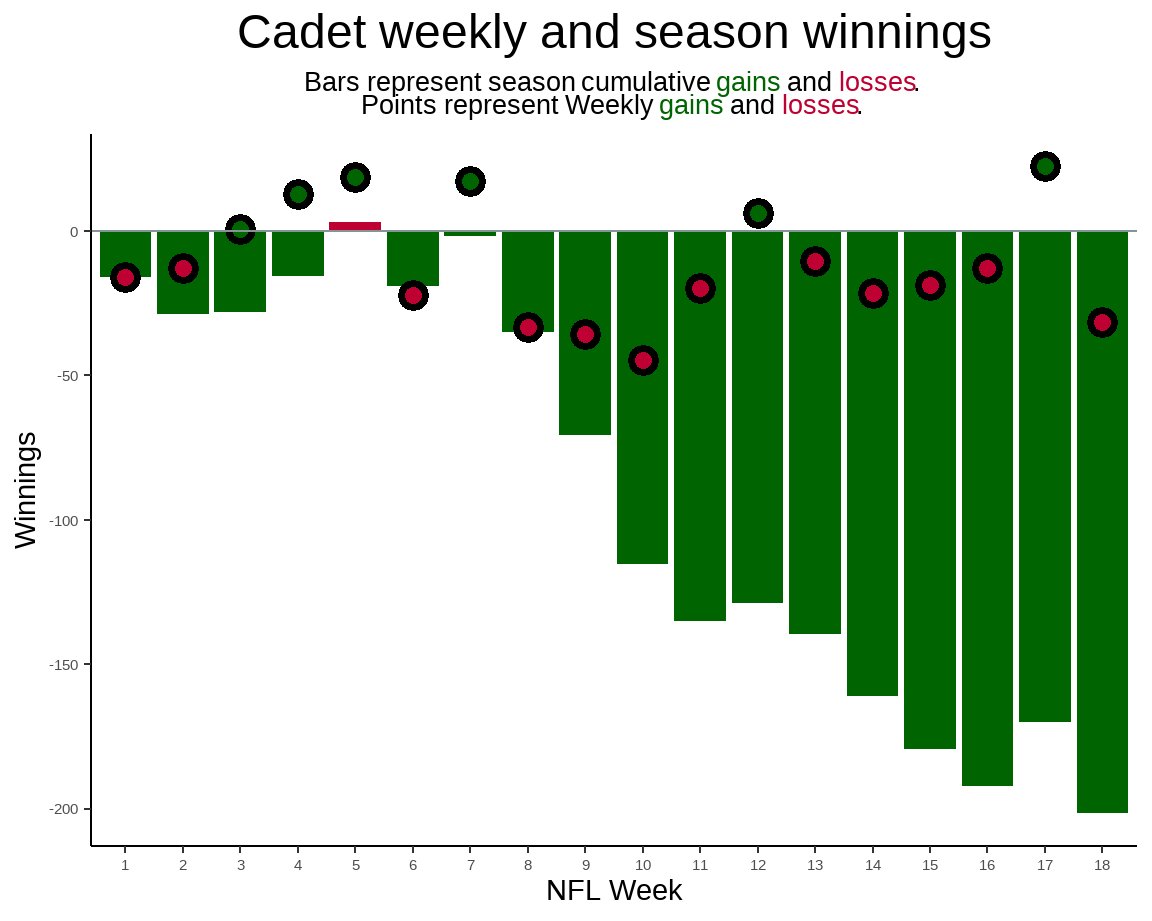 Cadet weekly and season winnings
Bars represent season cumulative gains and losses.
Points represent Weekly gains and losses.
Winnings
0
-50
-100
-150
-200
1 2 3 4 5 6 7 8 9 10 11 12 13 14 15 16 17 18
NFL Week